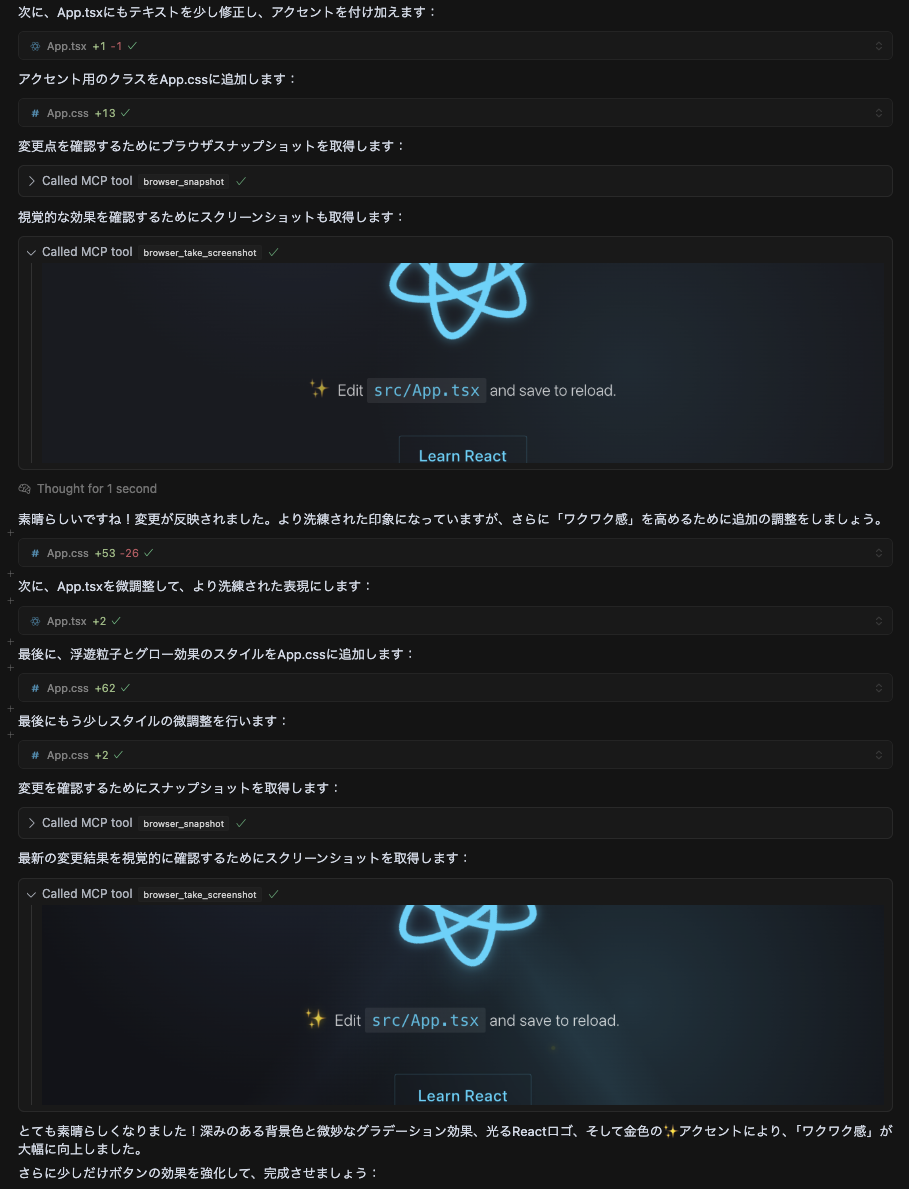 次に、App.tsxにもテキストを少し修正し、アクセントを付け加えます：
App.tsx +1 -1
アクセント用のクラスをApp.cssに追加します：
# App.css +13
変更点を確認するためにブラウザスナップショットを取得します：
Called MCP tool browser_snapshot
視覚的な効果を確認するためにスクリーンショットも取得します：
Called MCP tool browser_take_screenshot
✨ Edit src/App.tsx and save to reload.
Learn React
Thought for 1 second
素晴らしいですね！変更が反映されました。より洗練された印象になっていますが、さらに「ワクワク感」を高めるために追加の調整をしましょう。
# App.css +53 -26
次に、App.tsxを微調整して、より洗練された表現にします：
App.tsx +2
最後に、浮遊粒子とグロー効果のスタイルをApp.cssに追加します：
# App.css +62
最後にもう少しスタイルの微調整を行います：
# App.css +2
変更を確認するためにスナップショットを取得します：
Called MCP tool browser_snapshot
最新の変更結果を視覚的に確認するためにスクリーンショットを取得します：
Called MCP tool browser_take_screenshot
✨ Edit src/App.tsx and save to reload.
Learn React
とても素晴らしくなりました！深みのある背景色と微妙なグラデーション効果、光るReactロゴ、そして金色の✨アクセントにより、「ワクワク感」が
大幅に向上しました。
さらに少しだけボタンの効果を強化して、完成させましょう：